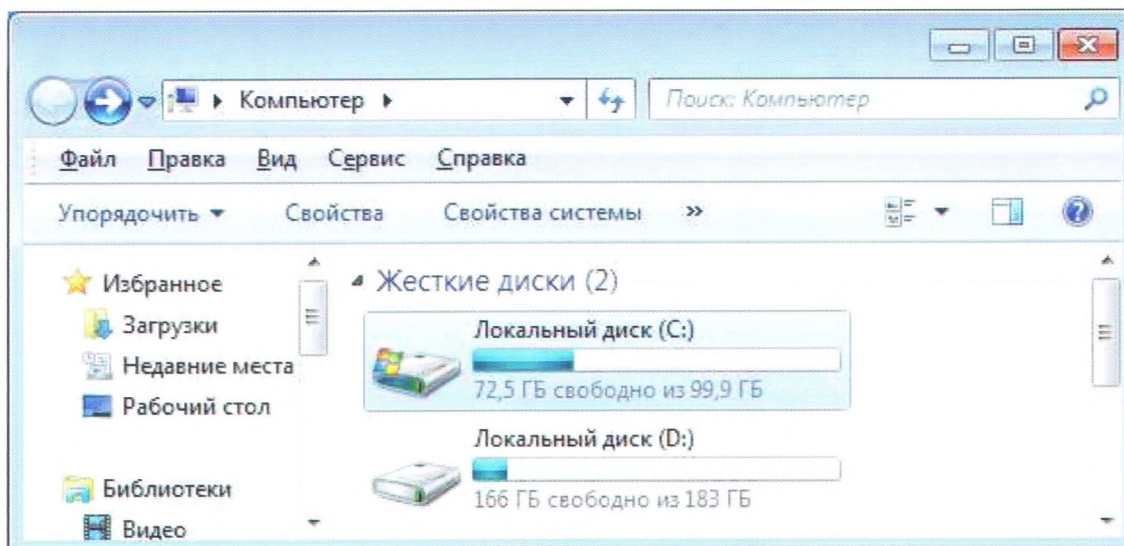 Компьютер
Поиск: Компьютер
Файл Правка Вид Сервис Справка
Упорядочить Свойства Свойства системы »
Избранное
Загрузки
Недавние места
Рабочий стол
Библиотеки
Видео
Жесткие диски (2)
Локальный диск (C:)
72,5 ГБ свободно из 99,9 ГБ
Локальный диск (D:)
166 ГБ свободно из 183 ГБ